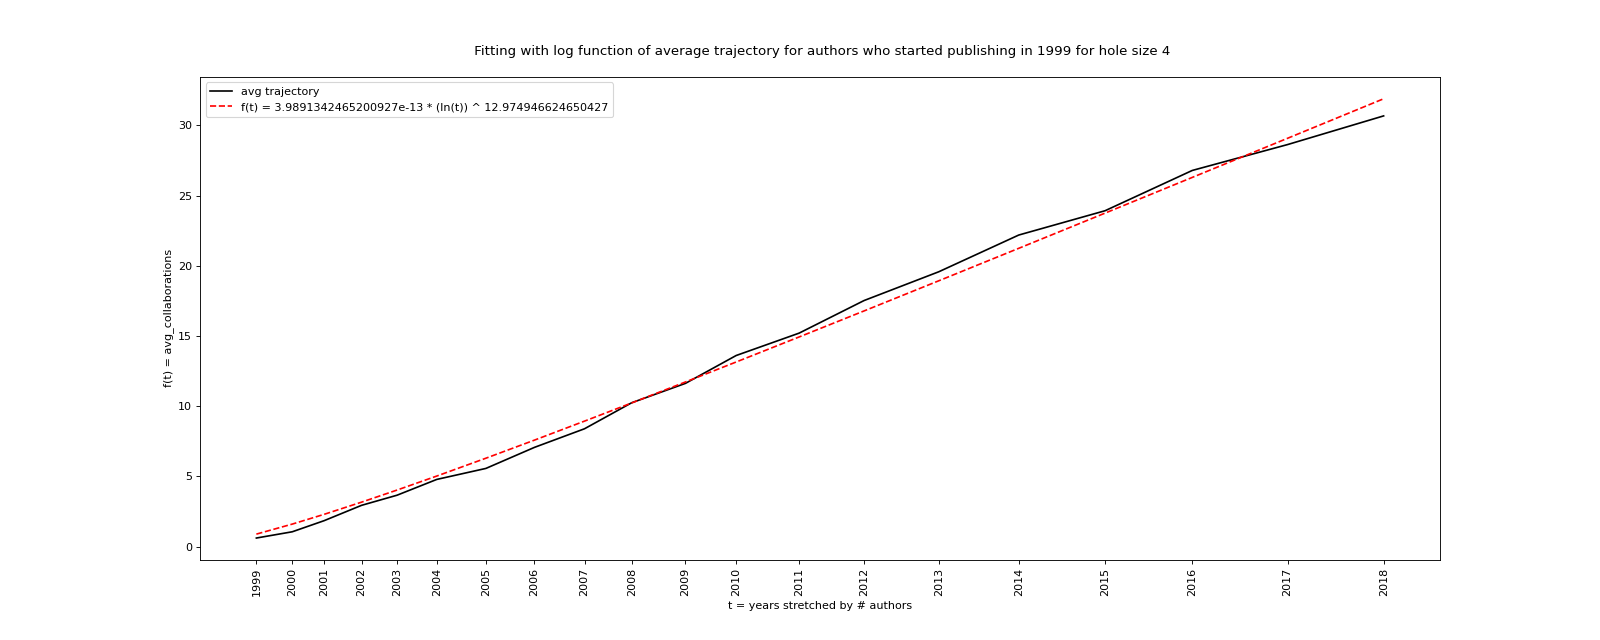 Fitting with log function of average trajectory for authors who started publishing in 1999 for hole size 4
avg trajectory
f(t) = 3.9891342465200927e-13 * (ln(t)) ^ 12.974946624650427
30
25
20
15
10
5
0
f(t) = avg_collaborations
1999 2000 2001 2002 2003 2004 2005 2006 2007 2008 2009 2010 2011 2012 2013 2014 2015 2016 2017 2018
t = years stretched by # authors